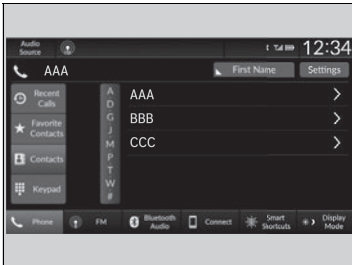 Audio
Source
12:34
AAA
First Name
Settings
Recent
Calls
Favorite
Contacts
Contacts
Keypad
A
D
G
J
M
P
T
W
#
AAA
BBB
CCC
Phone
FM
Bluetooth
Audio
Connect
Smart
Shortcuts
Display
Mode